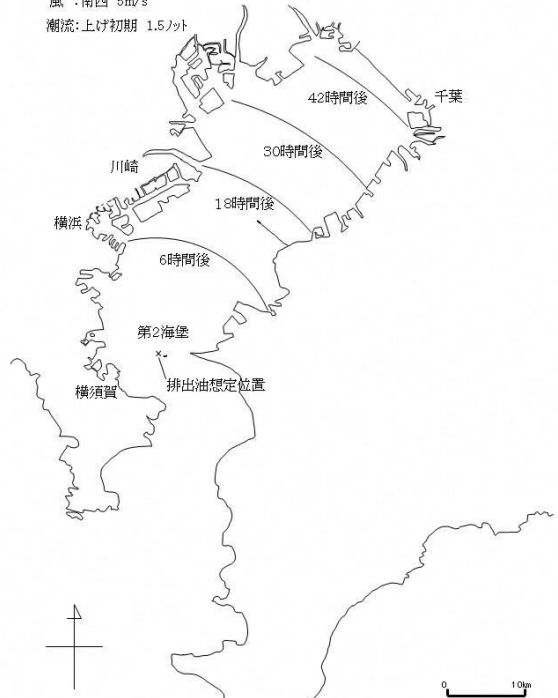 風 :南西 5m/s
潮流:上げ初期 1.5ノット
42時間後
千葉
30時間後
川崎
18時間後
横浜
6時間後
第2海堡
横須賀
排出油想定位置
0 10km